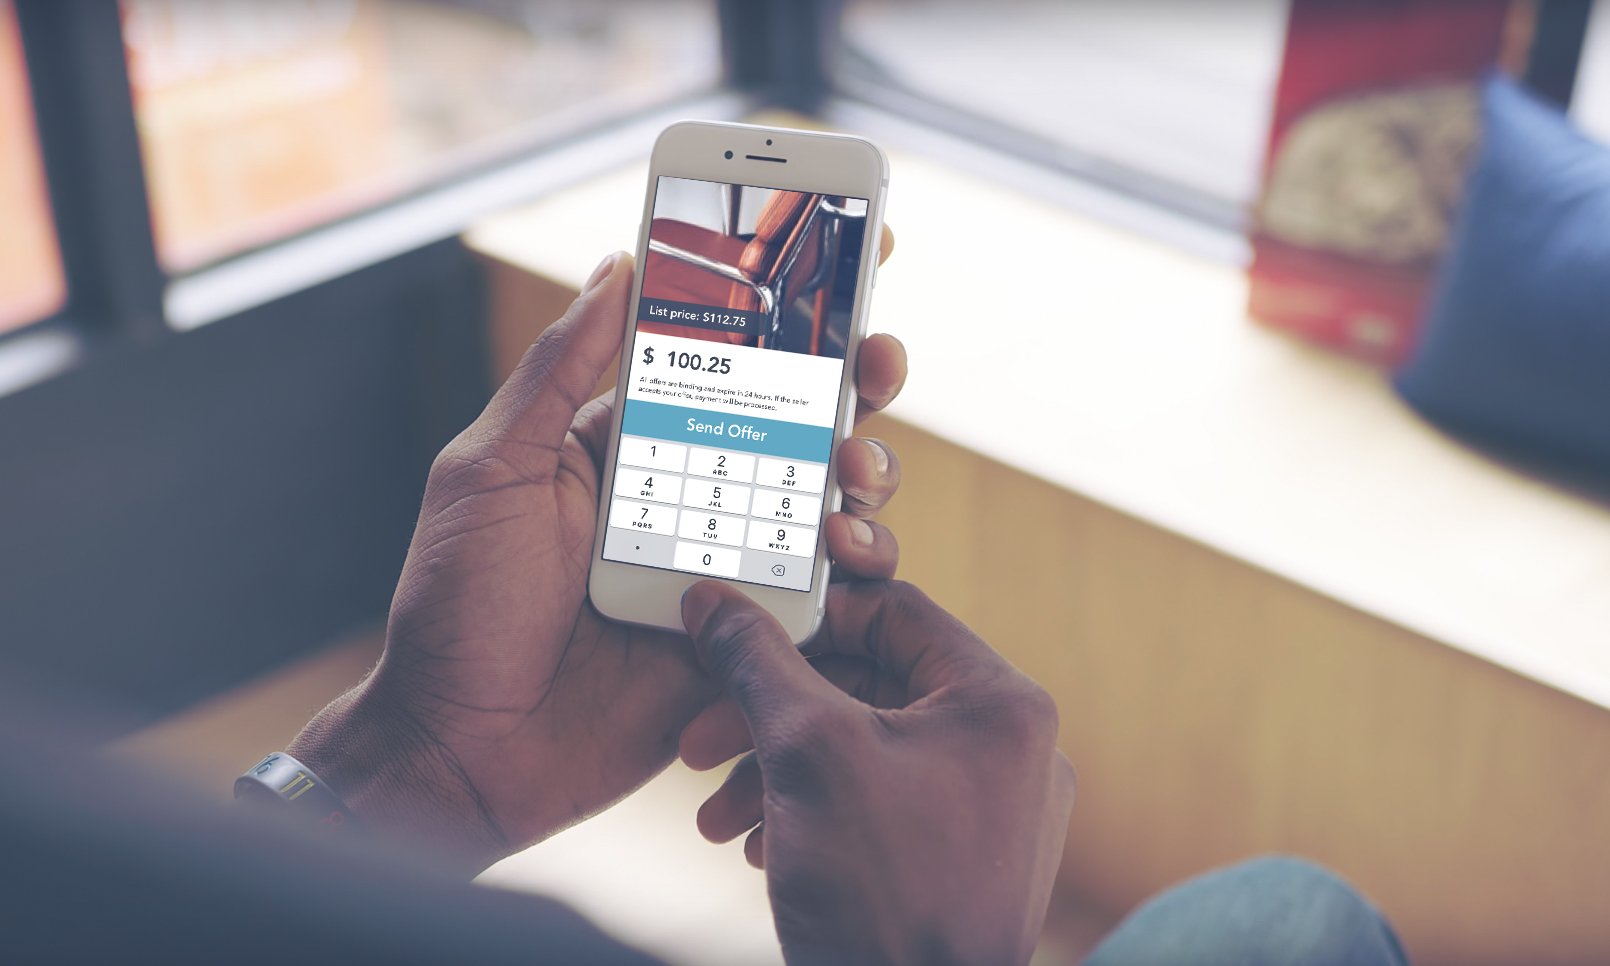 List price: $112.75
$ 100.25
All offers are binding and expire in 24 hours. If the seller
accepts your offer, payment will be processed.
Send Offer
1
2
3
ABC
DEF
4
5
6
GHI
JKL
MNO
7
8
9
PQRS
TUV
WXYZ
.
0
11